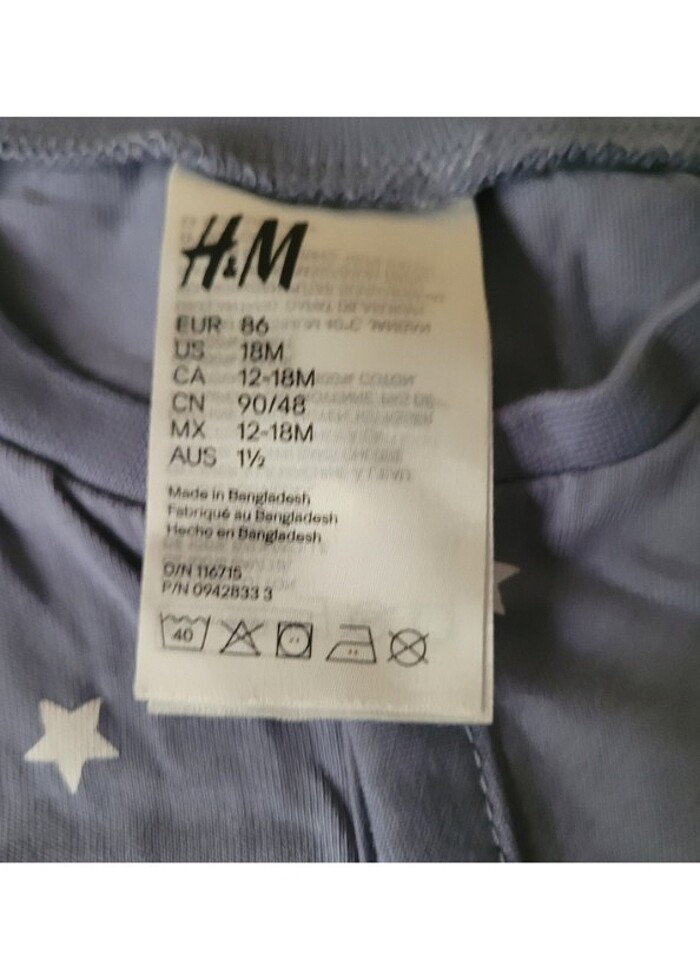 H&M
EUR 86
US 18M
CA 12-18M
CN 90/48
MX 12-18M
AUS 1½
Made in Bangladesh
Fabriqué au Bangladesh
Hecho en Bangladesh
O/N 116715
P/N 0942833 3
40